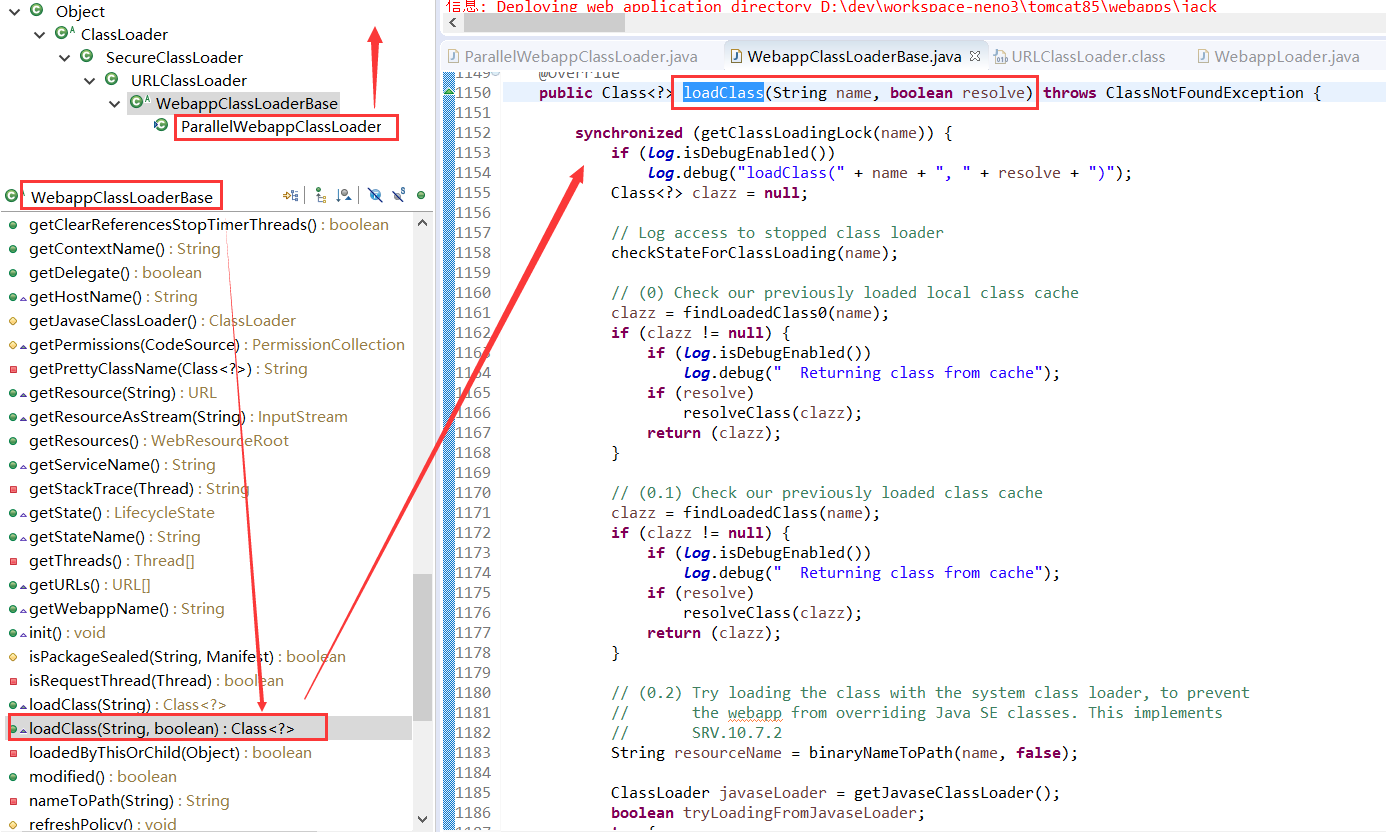 Object
ClassLoader
SecureClassLoader
URLClassLoader
WebappClassLoaderBase
ParallelWebappClassLoader
WebappClassLoaderBase
getClearReferencesStopTimerThreads() : boolean
getContextName() : String
getDelegate() : boolean
getHostName() : String
getJavaseClassLoader() : ClassLoader
getPermissions(CodeSource) : PermissionCollection
getPrettyClassName(Class<?>) : String
getResource(String) : URL
getResourceAsStream(String) : InputStream
getResources() : WebResourceRoot
getServiceName() : String
getStackTrace(Thread) : String
getState() : LifecycleState
getStateName() : String
getThreads() : Thread[]
getURLs() : URL[]
getWebappName() : String
init() : void
isPackageSealed(String, Manifest) : boolean
isRequestThread(Thread) : boolean
loadClass(String) : Class<?>
loadClass(String, boolean) : Class<?>
loadedByThisOrChild(Object) : boolean
modified() : boolean
nameToPath(String) : String
refreshPolicy() : void
信息: Deploying web application directory D:\dev\workspace-neno3\tomcat85\webapps\jack
ParallelWebappClassLoader.java WebappClassLoaderBase.java URLClassLoader.class WebappLoader.java
1149 @Override
1150 public Class<?> loadClass(String name, boolean resolve) throws ClassNotFoundException {
1151
1152 synchronized (getClassLoadingLock(name)) {
1153 if (log.isDebugEnabled())
1154 log.debug("loadClass(" + name + ", " + resolve + ")");
1155 Class<?> clazz = null;
1156
1157 // Log access to stopped class loader
1158 checkStateForClassLoading(name);
1159
1160 // (0) Check our previously loaded local class cache
1161 clazz = findLoadedClass0(name);
1162 if (clazz != null) {
1163 if (log.isDebugEnabled())
1164 log.debug("  Returning class from cache");
1165 if (resolve)
1166 resolveClass(clazz);
1167 return (clazz);
1168 }
1169
1170 // (0.1) Check our previously loaded class cache
1171 clazz = findLoadedClass(name);
1172 if (clazz != null) {
1173 if (log.isDebugEnabled())
1174 log.debug("  Returning class from cache");
1175 if (resolve)
1176 resolveClass(clazz);
1177 return (clazz);
1178 }
1179
1180 // (0.2) Try loading the class with the system class loader, to prevent
1181 //       the webapp from overriding Java SE classes. This implements
1182 //       SRV.10.7.2
1183 String resourceName = binaryNameToPath(name, false);
1184
1185 ClassLoader javaseLoader = getJavaseClassLoader();
1186 boolean tryLoadingFromJavaseLoader;